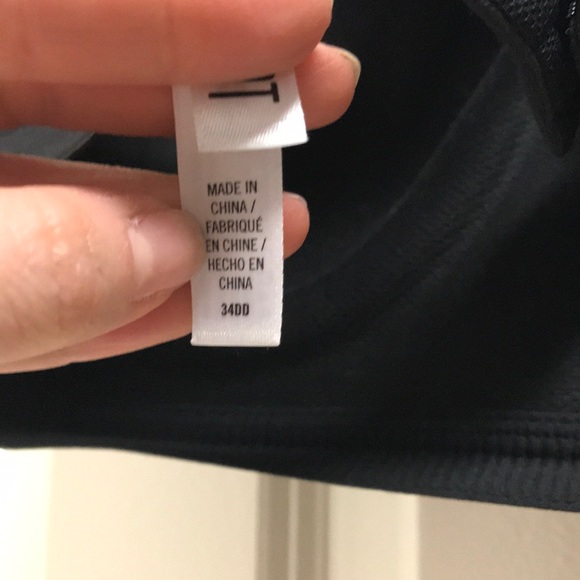 MADE IN
CHINA /
FABRIQUÉ
EN CHINE /
HECHO EN
CHINA
34DD